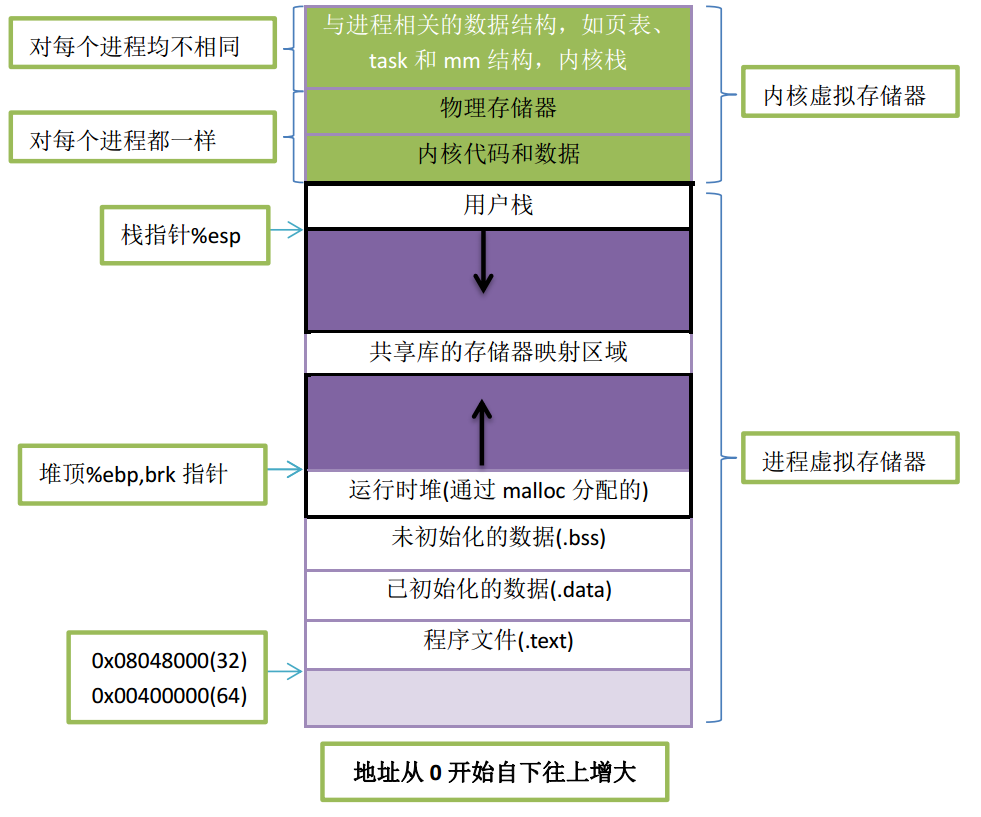 对每个进程均不相同
与进程相关的数据结构，如页表、
task 和 mm 结构，内核栈
内核虚拟存储器
物理存储器
对每个进程都一样
内核代码和数据
用户栈
栈指针%esp
共享库的存储器映射区域
堆顶%ebp,brk 指针
进程虚拟存储器
运行时堆(通过 malloc 分配的)
未初始化的数据(.bss)
已初始化的数据(.data)
程序文件(.text)
0x08048000(32)
0x00400000(64)
地址从 0 开始自下往上增大